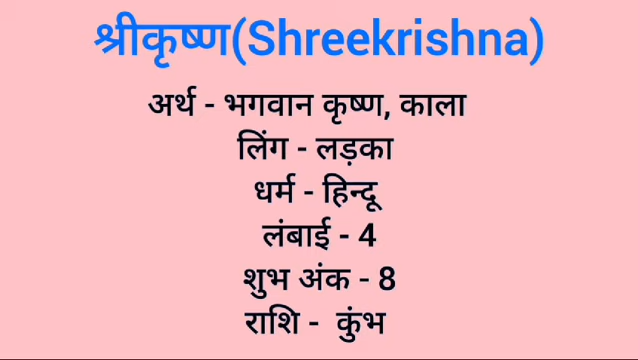 श्रीकृष्ण(Shreekrishna)
अर्थ - भगवान कृष्ण, काला
लिंग - लड़का
धर्म - हिन्दू
लंबाई - 4
शुभ अंक - 8
राशि - कुंभ